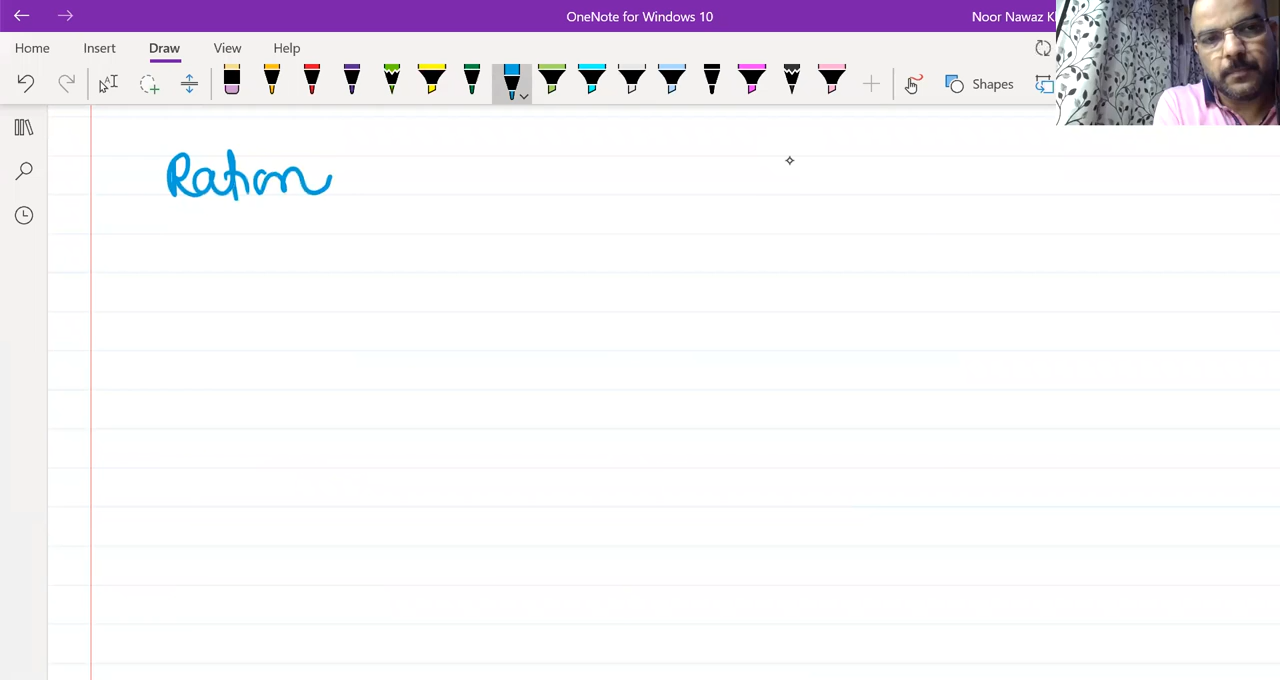 OneNote for Windows 10
Noor Nawaz K
Home Insert Draw View Help
Shapes
Ration